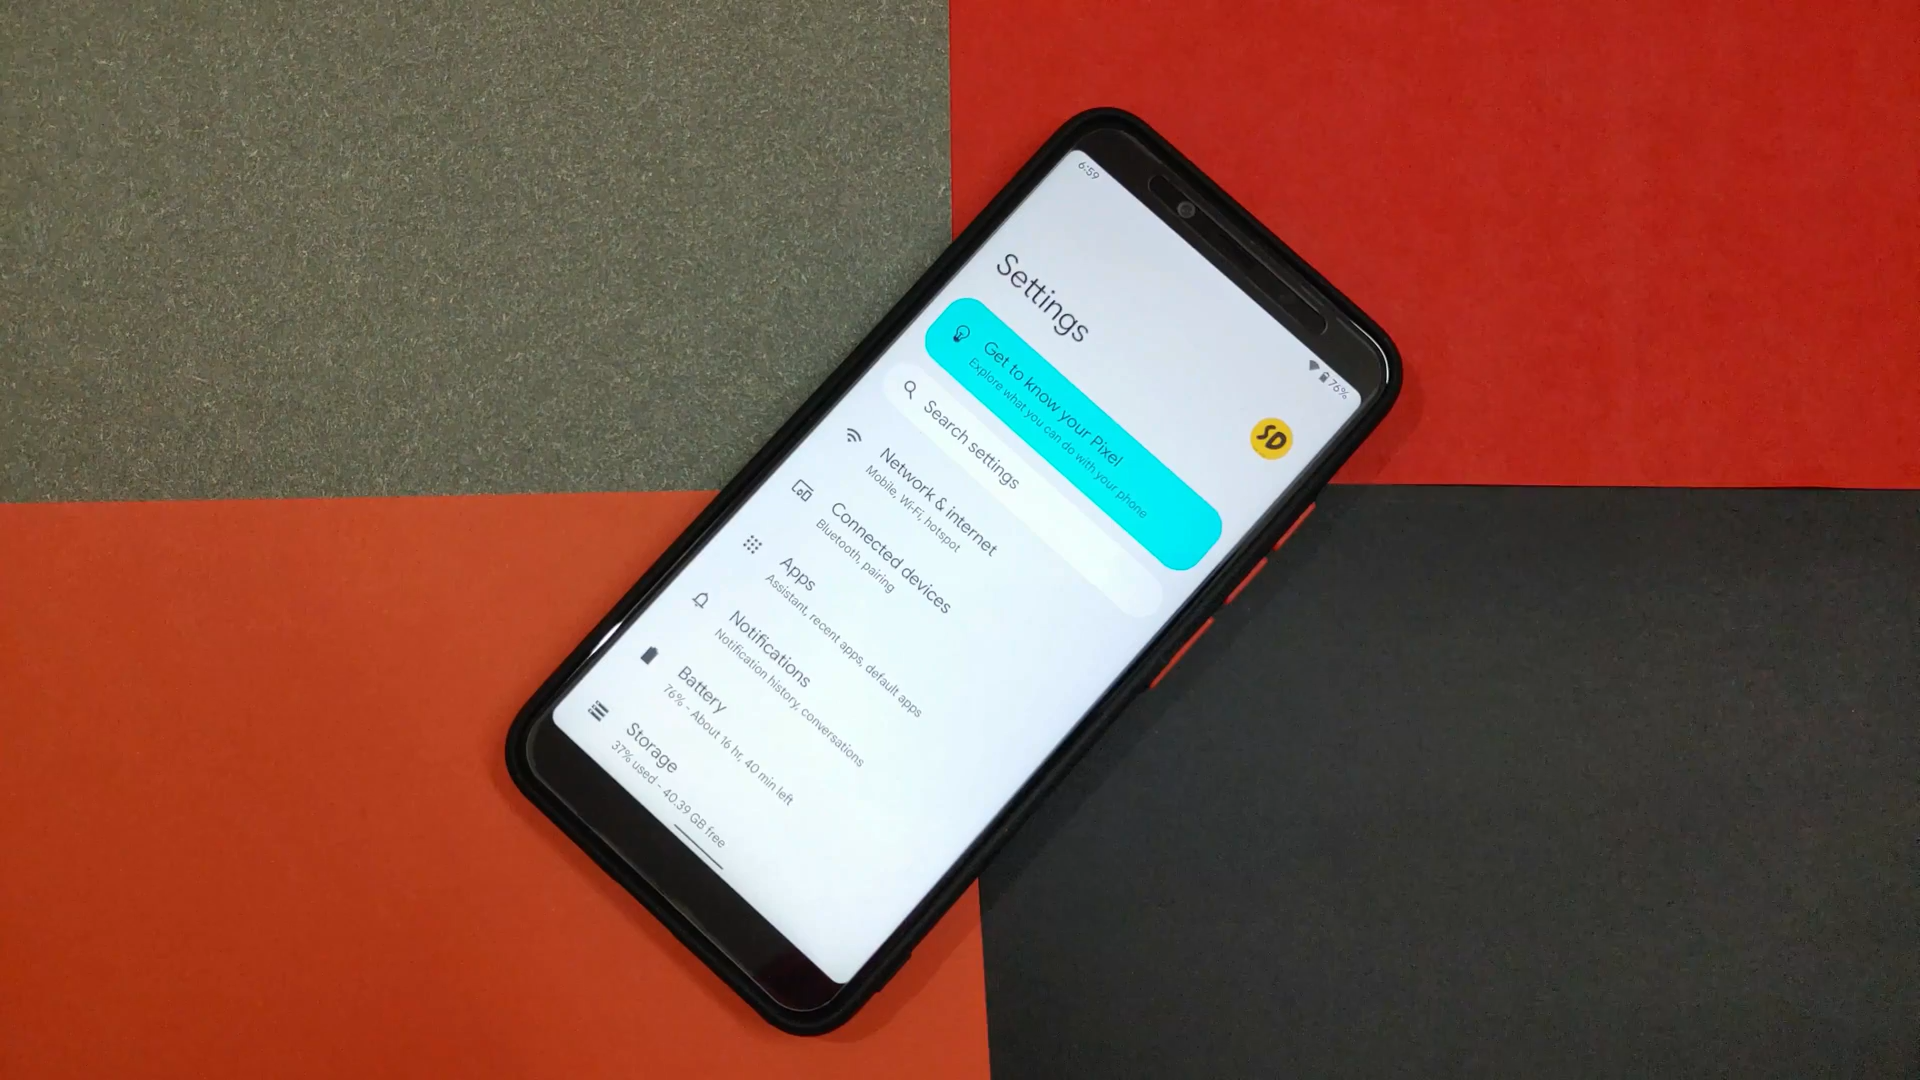 6:59
76%
Settings
SD
Get to know your Pixel
Explore what you can do with your phone
Search settings
Network & internet
Mobile, Wi-Fi, hotspot
Connected devices
Bluetooth, pairing
Apps
Assistant, recent apps, default apps
Notifications
Notification history, conversations
Battery
76% - About 16 hr, 40 min left
Storage
37% used - 40.39 GB free